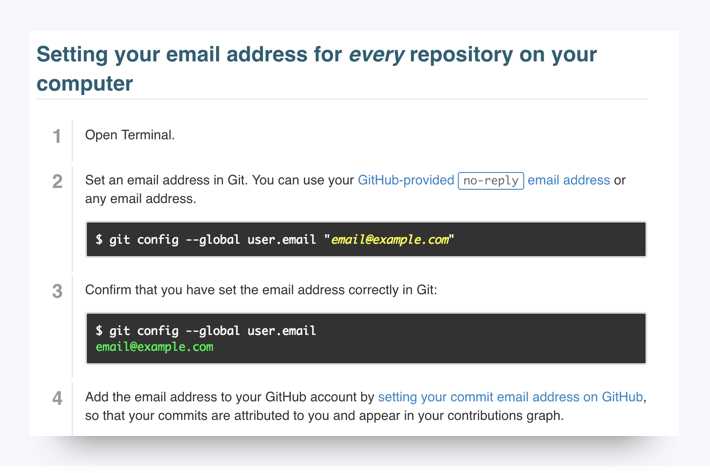 Setting your email address for every repository on your
computer
1 Open Terminal.
2 Set an email address in Git. You can use your GitHub-provided no-reply email address or
any email address.
$ git config --global user.email "email@example.com"
3 Confirm that you have set the email address correctly in Git:
$ git config --global user.email
email@example.com
4 Add the email address to your GitHub account by setting your commit email address on GitHub,
so that your commits are attributed to you and appear in your contributions graph.